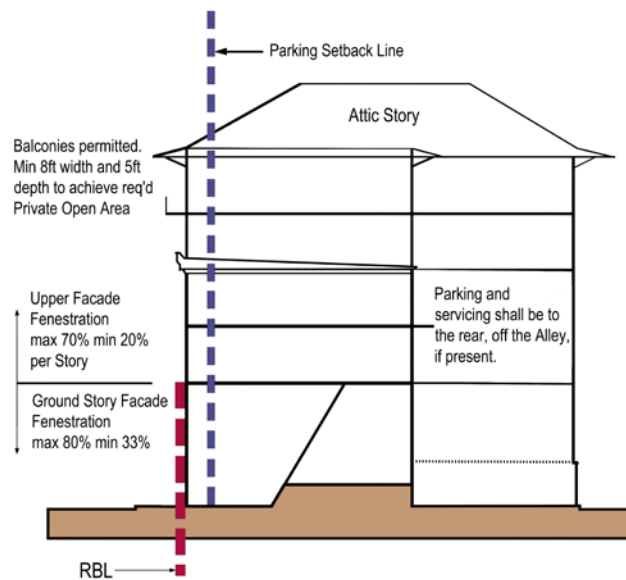 Parking Setback Line
Attic Story
Balconies permitted.
Min 8ft width and 5ft
depth to achieve req'd
Private Open Area
Upper Facade
Fenestration
max 70% min 20%
per Story
Parking and
servicing shall be to
the rear, off the Alley,
if present.
Ground Story Facade
Fenestration
max 80% min 33%
RBL